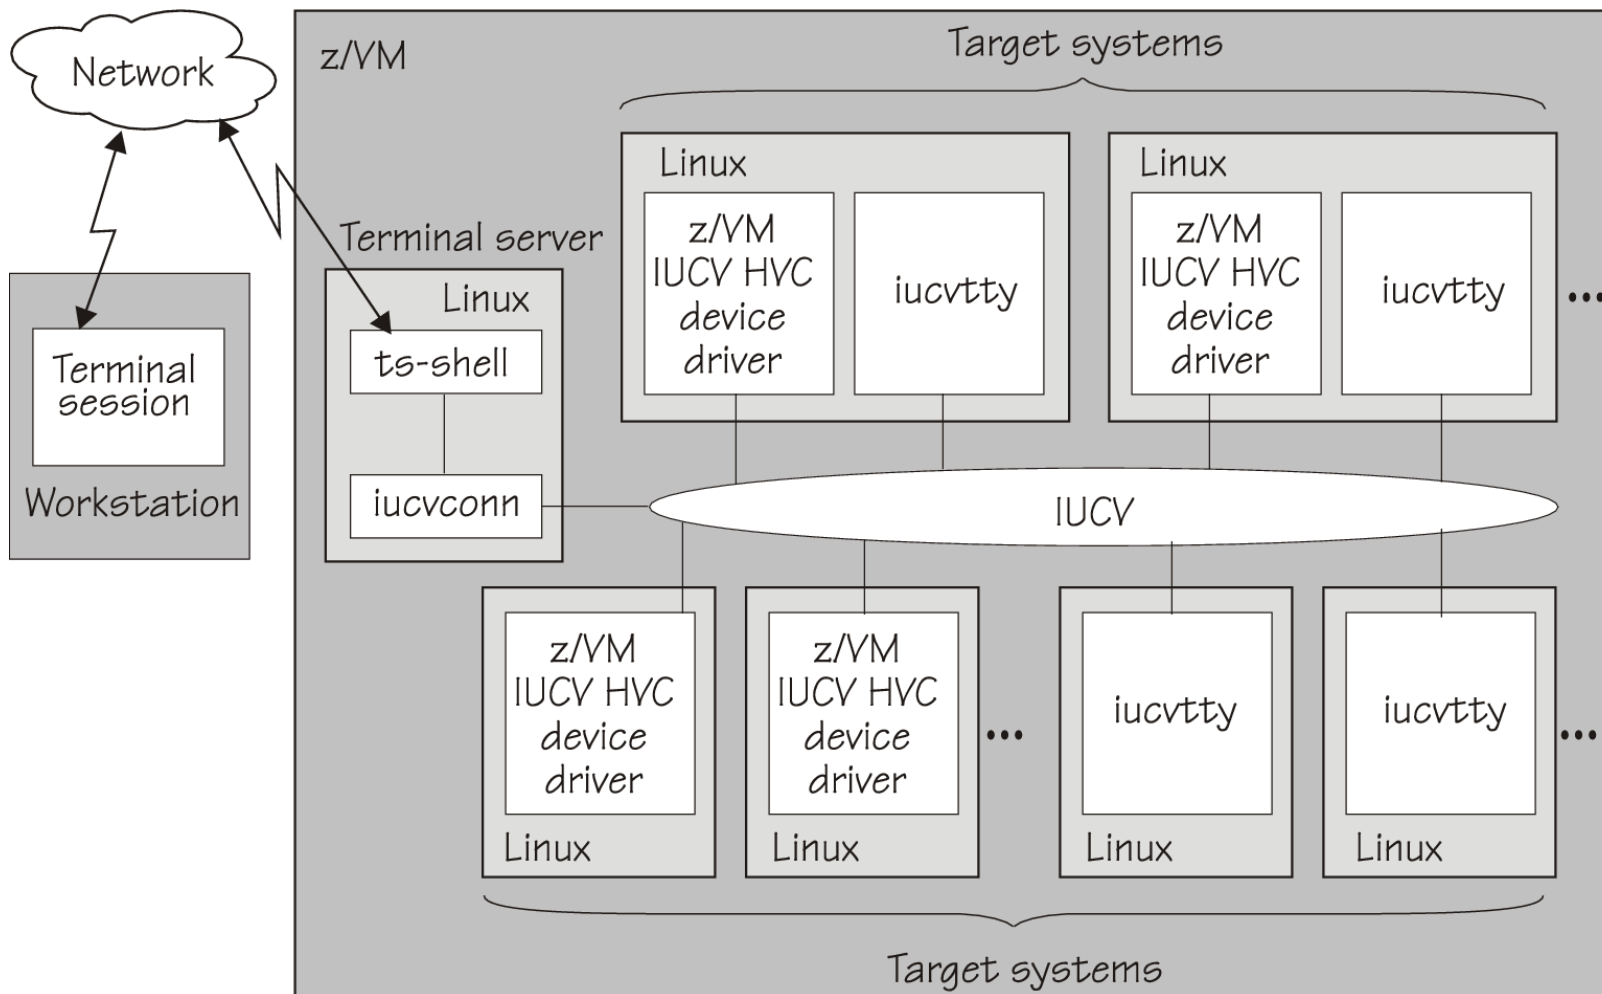 Network
z/VM
Target systems
Linux
z/VM
IUCV HVC
device
driver
iucvtty
Linux
z/VM
IUCV HVC
device
driver
iucvtty
...
Terminal server
Linux
ts-shell
iucvconn
Terminal
session
Workstation
IUCV
z/VM
IUCV HVC
device
driver
Linux
z/VM
IUCV HVC
device
driver
Linux
...
iucvtty
Linux
iucvtty
Linux
...
Target systems